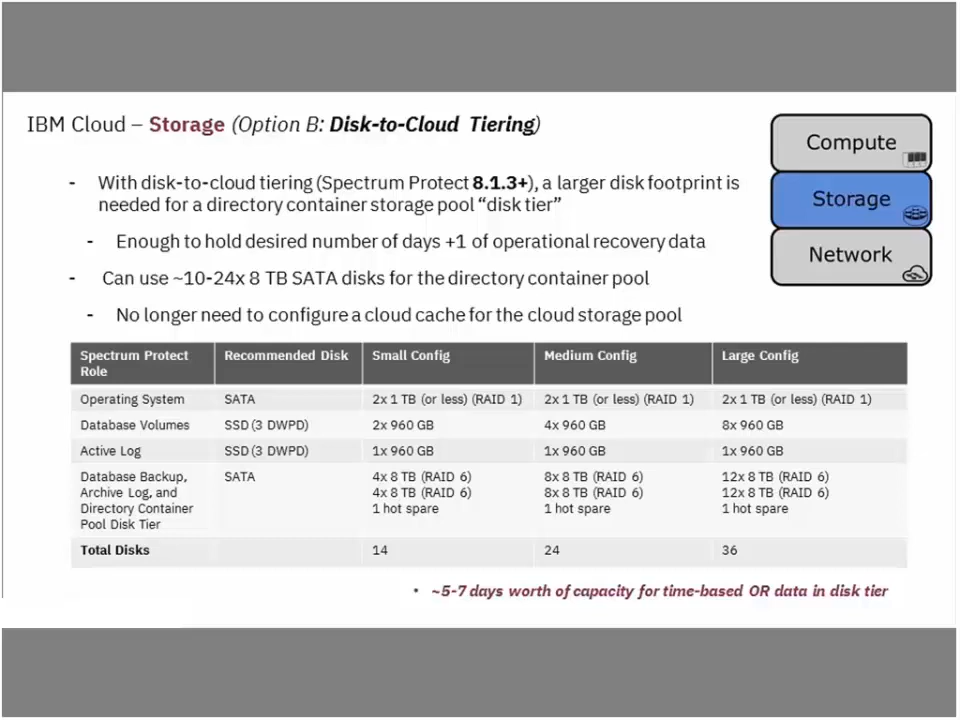 IBM Cloud – Storage (Option B: Disk-to-Cloud Tiering)
- With disk-to-cloud tiering (Spectrum Protect 8.1.3+), a larger disk footprint is
needed for a directory container storage pool “disk tier”
- Enough to hold desired number of days +1 of operational recovery data
- Can use ~10-24x 8 TB SATA disks for the directory container pool
- No longer need to configure a cloud cache for the cloud storage pool
Compute
Storage
Network
Spectrum Protect Role | Recommended Disk | Small Config | Medium Config | Large Config
Operating System | SATA | 2x 1 TB (or less) (RAID 1) | 2x 1 TB (or less) (RAID 1) | 2x 1 TB (or less) (RAID 1)
Database Volumes | SSD (3 DWPD) | 2x 960 GB | 4x 960 GB | 8x 960 GB
Active Log | SSD (3 DWPD) | 1x 960 GB | 1x 960 GB | 1x 960 GB
Database Backup, | SATA | 4x 8 TB (RAID 6) | 8x 8 TB (RAID 6) | 12x 8 TB (RAID 6)
Archive Log, and | 4x 8 TB (RAID 6) | 8x 8 TB (RAID 6) | 12x 8 TB (RAID 6)
Directory Container | 1 hot spare | 1 hot spare | 1 hot spare
Pool Disk Tier
Total Disks | 14 | 24 | 36
• ~5-7 days worth of capacity for time-based OR data in disk tier